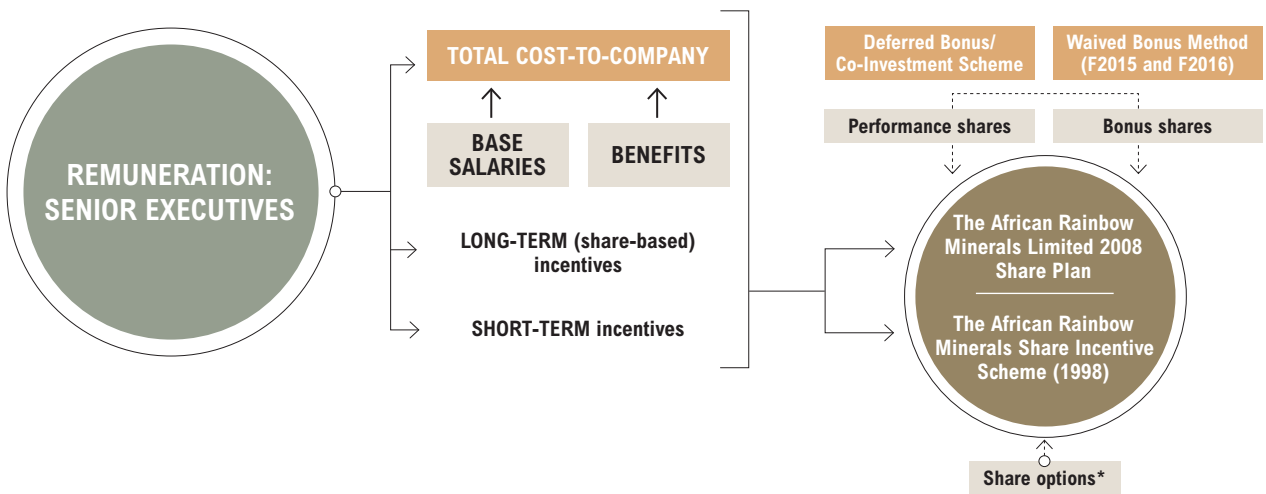 REMUNERATION:
SENIOR EXECUTIVES
TOTAL COST-TO-COMPANY
BASE
SALARIES
BENEFITS
LONG-TERM (share-based)
incentives
SHORT-TERM incentives
Deferred Bonus/
Co-Investment Scheme
Waived Bonus Method
(F2015 and F2016)
Performance shares
Bonus shares
The African Rainbow
Minerals Limited 2008
Share Plan
The African Rainbow
Minerals Share Incentive
Scheme (1998)
Share options*